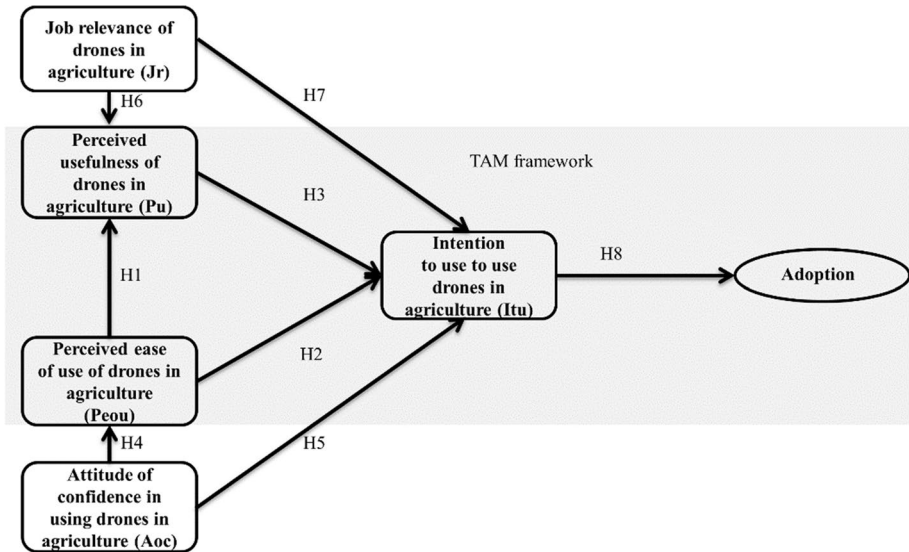 Job relevance of
drones in
agriculture (Jr)
H6
H7
Perceived
usefulness of
drones in
agriculture (Pu)
TAM framework
H3
H1
Intention
to use to use
drones in
agriculture (Itu)
H8
Adoption
Perceived ease
of use of drones in
agriculture
(Peou)
H2
H4
H5
Attitude of
confidence in
using drones in
agriculture (Aoc)